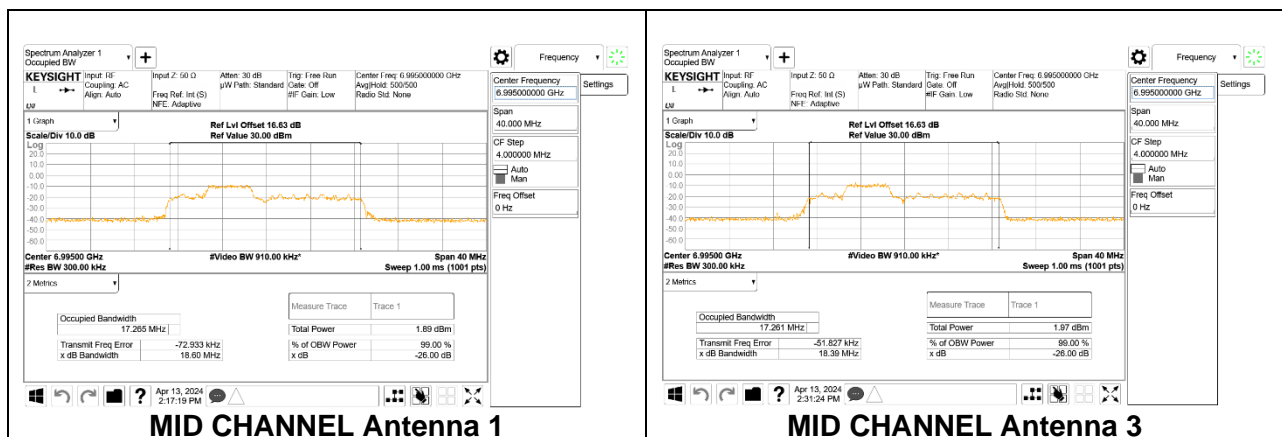 Spectrum Analyzer 1
Occupied BW
+
Frequency
KEYSIGHT
Input: RF
Coupling: AC
Align: Auto
Input Z: 50 Ω
Freq Ref: Int (S)
NFE: Adaptive
Atten: 30 dB
µW Path: Standard
Trig: Free Run
Gate: Off
#IF Gain: Low
Center Freq: 6.995000000 GHz
Avg|Hold: 500/500
Radio Std: None
Center Frequency
6.995000000 GHz
Settings
Span
40.000 MHz
CF Step
4.000000 MHz
Auto
Man
Freq Offset
0 Hz
1 Graph
Scale/Div 10.0 dB
Ref Lvl Offset 16.63 dB
Ref Value 30.00 dBm
Log
20.0
10.0
0.00
-10.0
-20.0
-30.0
-40.0
-50.0
-60.0
Center 6.99500 GHz
#Res BW 300.00 kHz
#Video BW 910.00 kHz*
Span 40 MHz
Sweep 1.00 ms (1001 pts)
2 Metrics
Measure Trace Trace 1
Occupied Bandwidth
17.265 MHz
Total Power 1.89 dBm
Transmit Freq Error -72.933 kHz
% of OBW Power 99.00 %
x dB Bandwidth 18.60 MHz
x dB -26.00 dB
?
Apr 13, 2024
2:17:19 PM
MID CHANNEL Antenna 1
Spectrum Analyzer 1
Occupied BW
+
Frequency
KEYSIGHT
Input: RF
Coupling: AC
Align: Auto
Input Z: 50 Ω
Freq Ref: Int (S)
NFE: Adaptive
Atten: 30 dB
µW Path: Standard
Trig: Free Run
Gate: Off
#IF Gain: Low
Center Freq: 6.995000000 GHz
Avg|Hold: 500/500
Radio Std: None
Center Frequency
6.995000000 GHz
Settings
Span
40.000 MHz
CF Step
4.000000 MHz
Auto
Man
Freq Offset
0 Hz
1 Graph
Scale/Div 10.0 dB
Ref Lvl Offset 16.63 dB
Ref Value 30.00 dBm
Log
20.0
10.0
0.00
-10.0
-20.0
-30.0
-40.0
-50.0
-60.0
Center 6.99500 GHz
#Res BW 300.00 kHz
#Video BW 910.00 kHz*
Span 40 MHz
Sweep 1.00 ms (1001 pts)
2 Metrics
Measure Trace Trace 1
Occupied Bandwidth
17.261 MHz
Total Power 1.97 dBm
Transmit Freq Error -51.827 kHz
% of OBW Power 99.00 %
x dB Bandwidth 18.39 MHz
x dB -26.00 dB
?
Apr 13, 2024
2:31:24 PM
MID CHANNEL Antenna 3